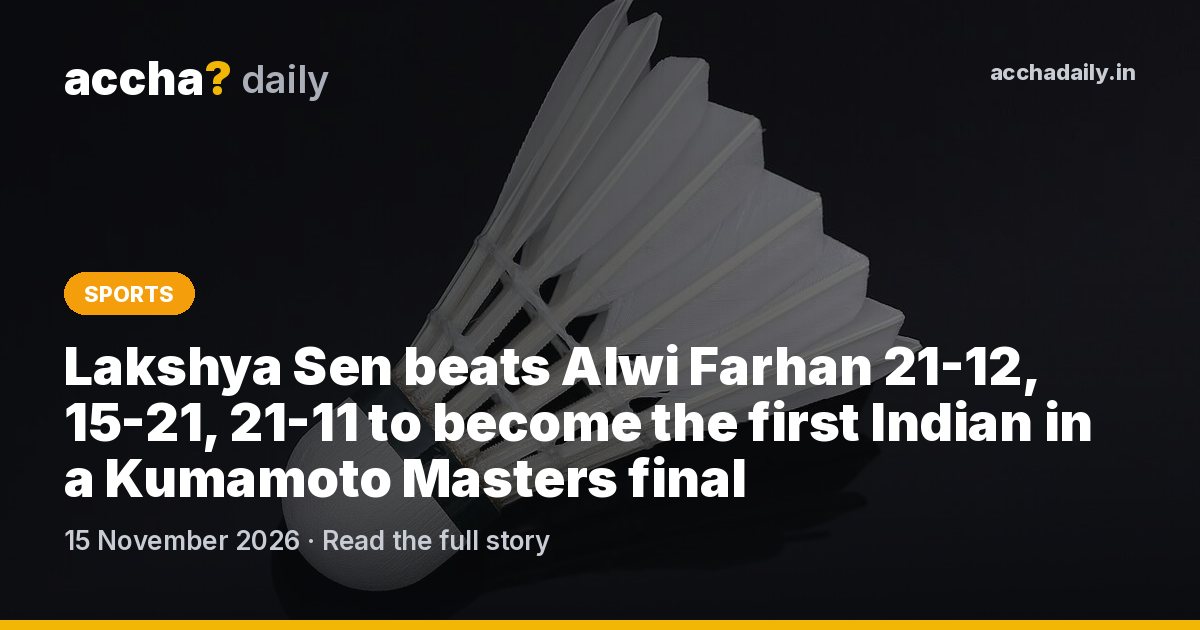 accha? daily
acchadaily.in
SPORTS
Lakshya Sen beats Alwi Farhan 21-12,
15-21, 21-11 to become the first Indian in
a Kumamoto Masters final
15 November 2026 · Read the full story